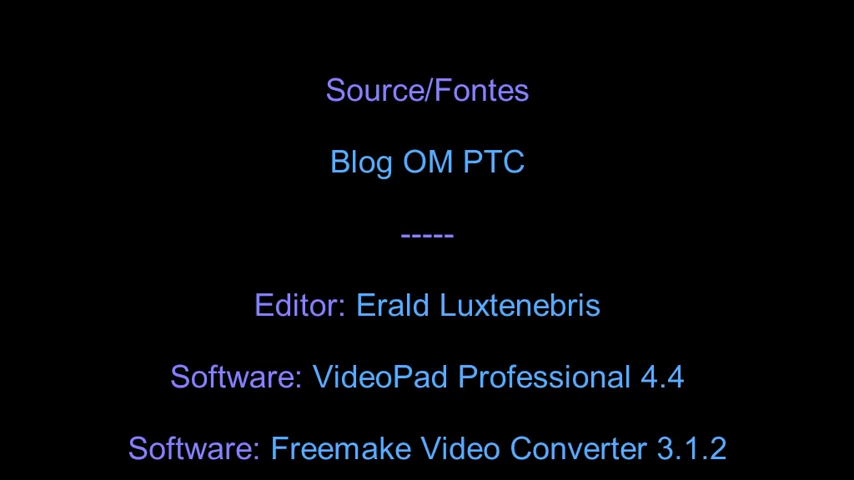 Source/Fontes
Blog OM PTC
-----
Editor: Erald Luxtenebris
Software: VideoPad Professional 4.4
Software: Freemake Video Converter 3.1.2